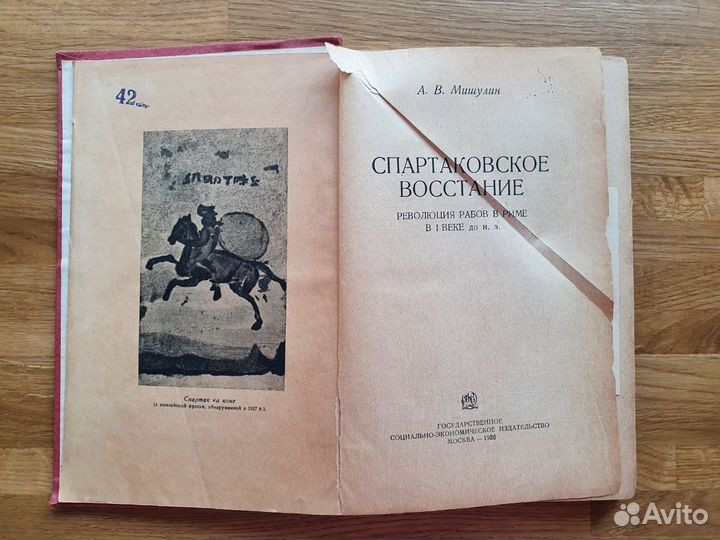 42
Спартак на коне
(с помпейской фрески, обнаруженной в 1927 г.).
А. В. Мишулин
СПАРТАКОВСКОЕ
ВОССТАНИЕ
РЕВОЛЮЦИЯ РАБОВ В РИМЕ
В I ВЕКЕ до н. э.
ГОСУДАРСТВЕННОЕ
СОЦИАЛЬНО-ЭКОНОМИЧЕСКОЕ ИЗДАТЕЛЬСТВО
МОСКВА — 1936
Avito